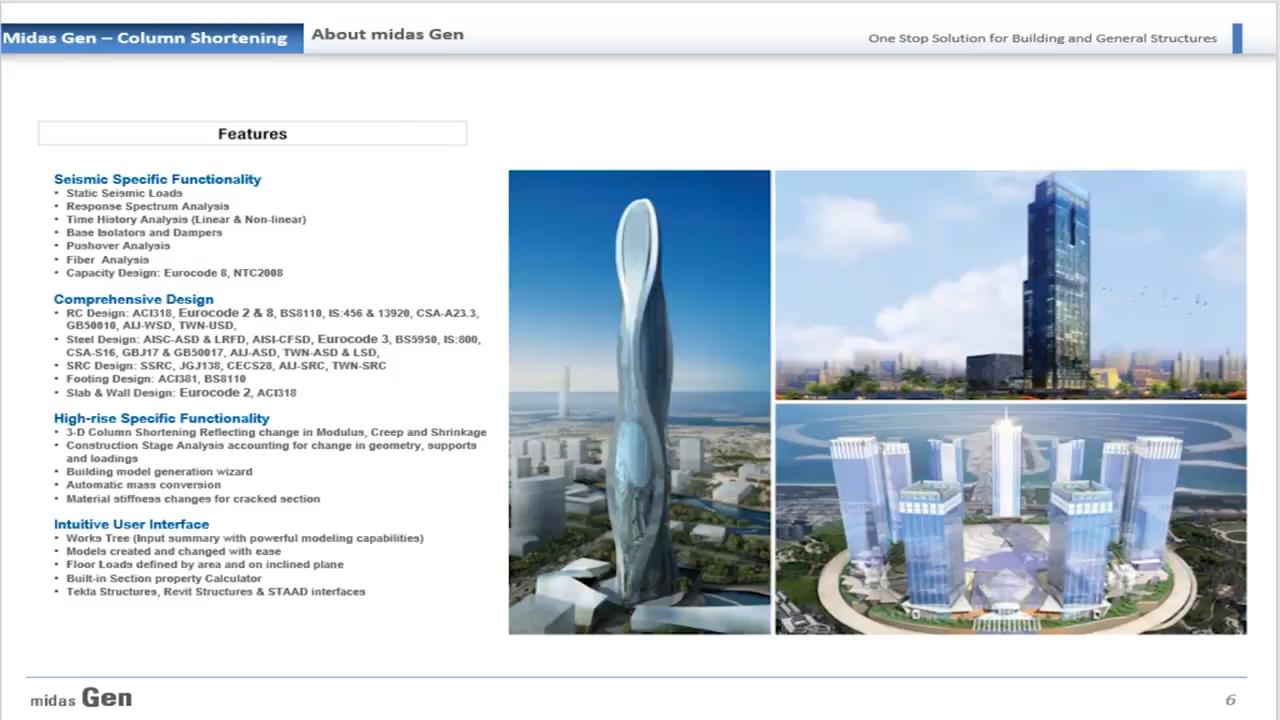 Midas Gen – Column Shortening
About midas Gen
One Stop Solution for Building and General Structures
Features
Seismic Specific Functionality
• Static Seismic Loads
• Response Spectrum Analysis
• Time History Analysis (Linear & Non-linear)
• Base Isolators and Dampers
• Pushover Analysis
• Fiber Analysis
• Capacity Design: Eurocode 8, NTC2008
Comprehensive Design
• RC Design: ACI318, Eurocode 2 & 8, BS8110, IS:456 & 13920, CSA-A23.3,
GB50010, AIJ-WSD, TWN-USD,
• Steel Design: AISC-ASD & LRFD, AISI-CFSD, Eurocode 3, BS5950, IS:800,
CSA-S16, GBJ17 & GB50017, AIJ-ASD, TWN-ASD & LSD,
• SRC Design: SSRC, JGJ138, CECS28, AIJ-SRC, TWN-SRC
• Footing Design: ACI381, BS8110
• Slab & Wall Design: Eurocode 2, ACI318
High-rise Specific Functionality
• 3-D Column Shortening Reflecting change in Modulus, Creep and Shrinkage
• Construction Stage Analysis accounting for change in geometry, supports
and loadings
• Building model generation wizard
• Automatic mass conversion
• Material stiffness changes for cracked section
Intuitive User Interface
• Works Tree (Input summary with powerful modeling capabilities)
• Models created and changed with ease
• Floor Loads defined by area and on inclined plane
• Built-in Section property Calculator
• Tekla Structures, Revit Structures & STAAD interfaces
midas Gen
6